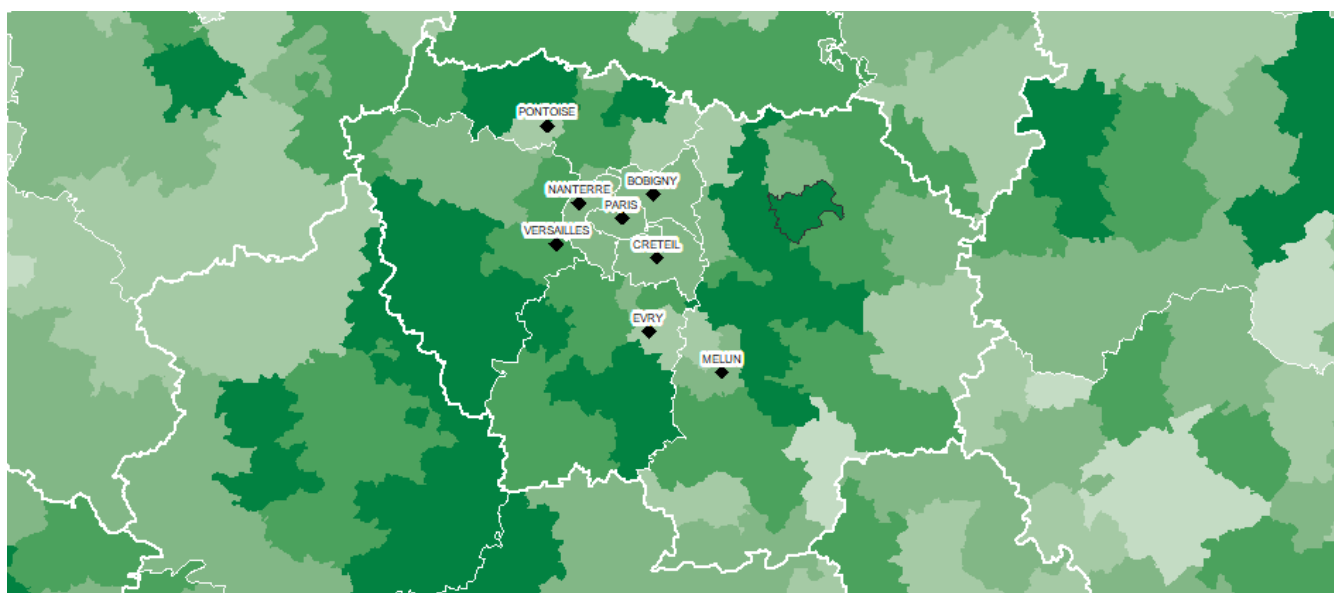 PONTOISE
BOBIGNY
NANTERRE
PARIS
VERSAILLES
CRETEIL
EVRY
MELUN